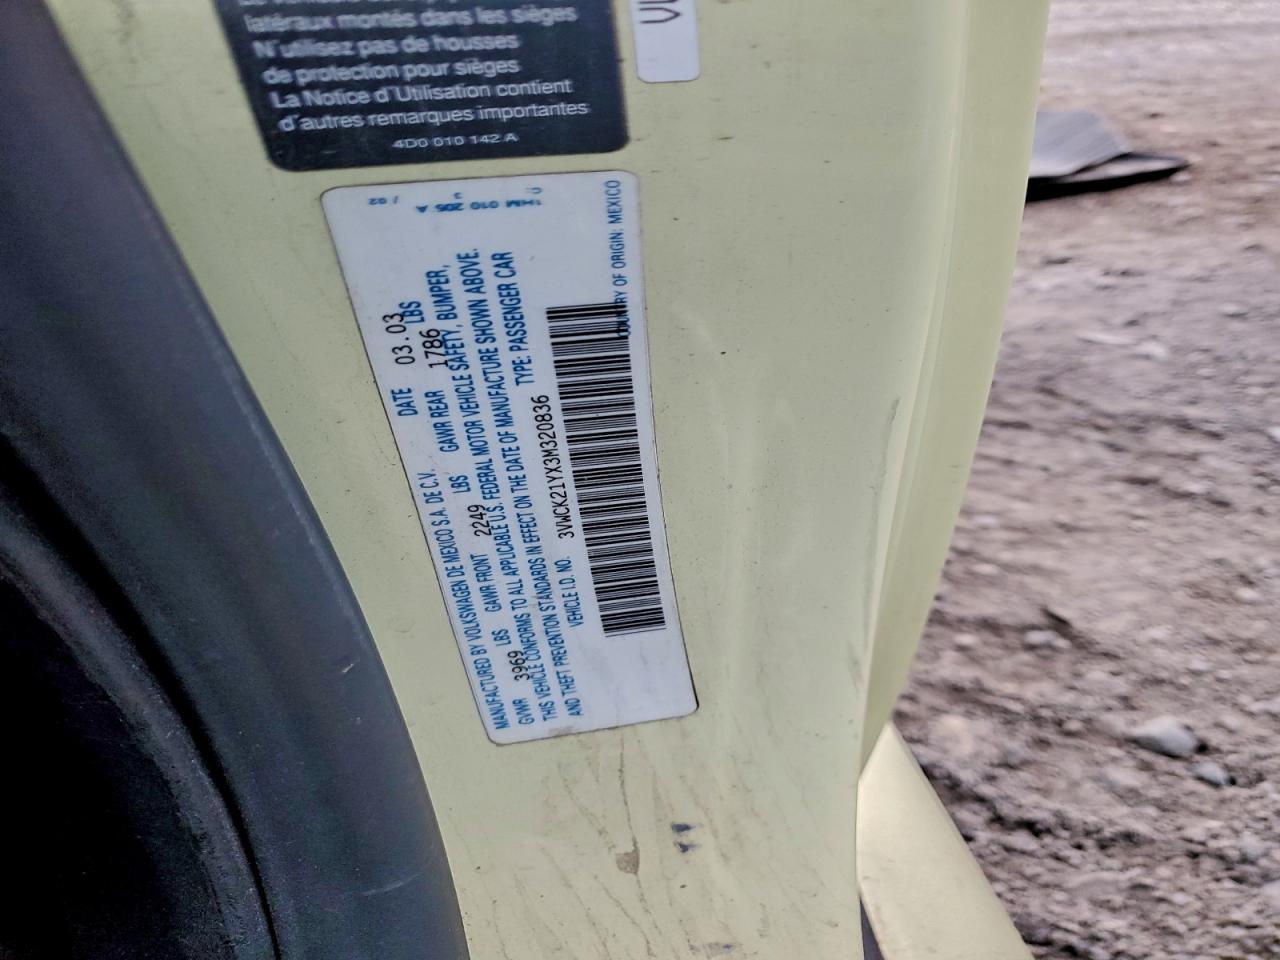 latéraux montés dans les sièges
N'utilisez pas de housses
de protection pour sièges
La Notice d'Utilisation contient
d'autres remarques importantes
4D0 010 142 A
MANUFACTURED BY VOLKSWAGEN DE MEXICO S.A. DE C.V. DATE 03.03
GVWR 3969 LBS GAWR FRONT 2249 LBS GAWR REAR 1786 LBS
THIS VEHICLE CONFORMS TO ALL APPLICABLE U.S. FEDERAL MOTOR VEHICLE SAFETY, BUMPER,
AND THEFT PREVENTION STANDARDS IN EFFECT ON THE DATE OF MANUFACTURE SHOWN ABOVE.
VEHICLE I.D. NO. 3VWCK21YX3M320836 TYPE: PASSENGER CAR
COUNTRY OF ORIGIN: MEXICO
1HM 010 205 A
/ 02